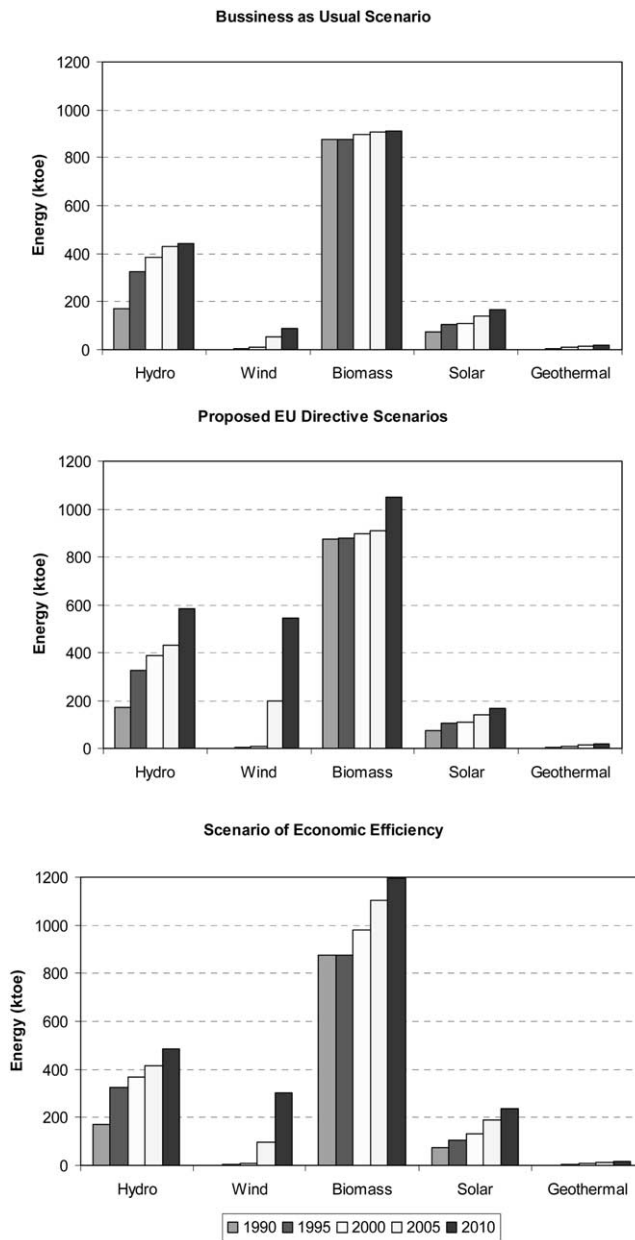 Bussiness as Usual Scenario
1200
1000
800
600
400
200
0
Energy (ktoe)
Hydro Wind Biomass Solar Geothermal
Proposed EU Directive Scenarios
1200
1000
800
600
400
200
0
Energy (ktoe)
Hydro Wind Biomass Solar Geothermal
Scenario of Economic Efficiency
1200
1000
800
600
400
200
0
Energy (ktoe)
Hydro Wind Biomass Solar Geothermal
1990 1995 2000 2005 2010